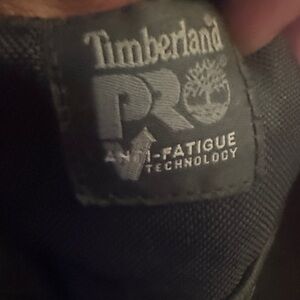 Timberland
PRO
ANTI-FATIGUE
TECHNOLOGY